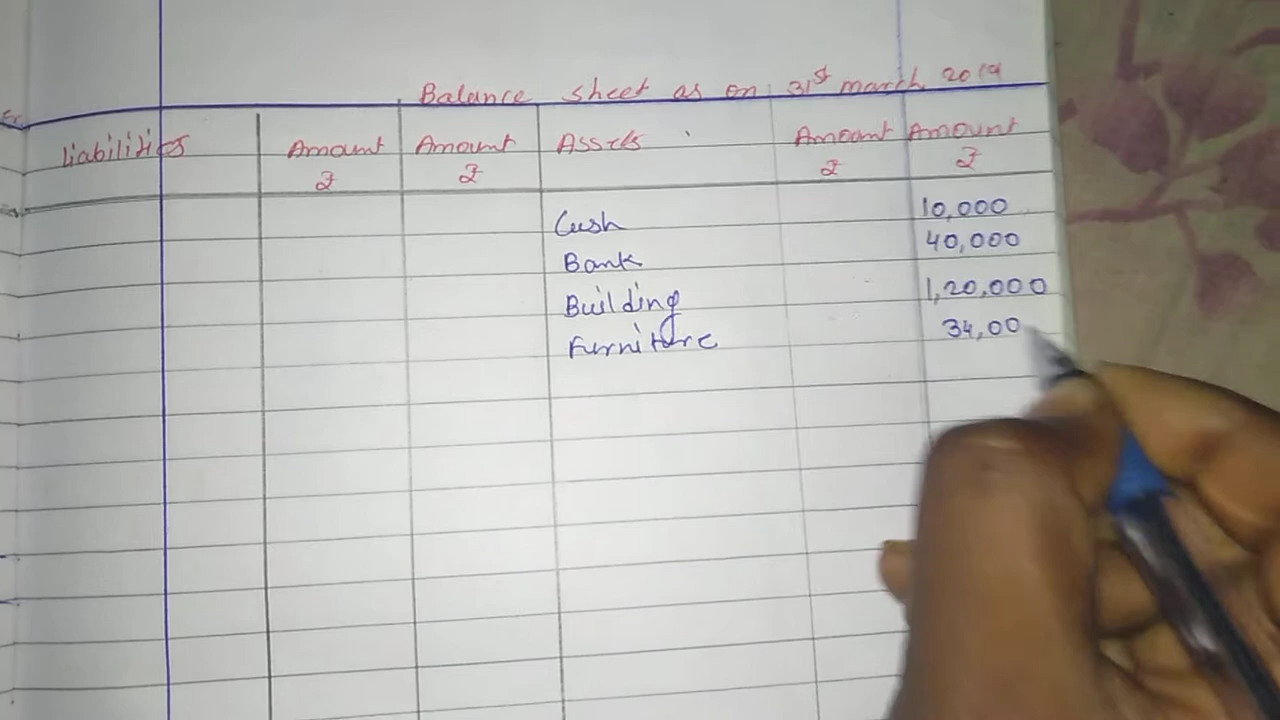 Balance sheet as on 31st march 2019
Liabilities Amount Amount Assets Amount Amount
₹ ₹ ₹ ₹
Cash 10,000
Bank 40,000
Building 1,20,000
Furniture 34,00